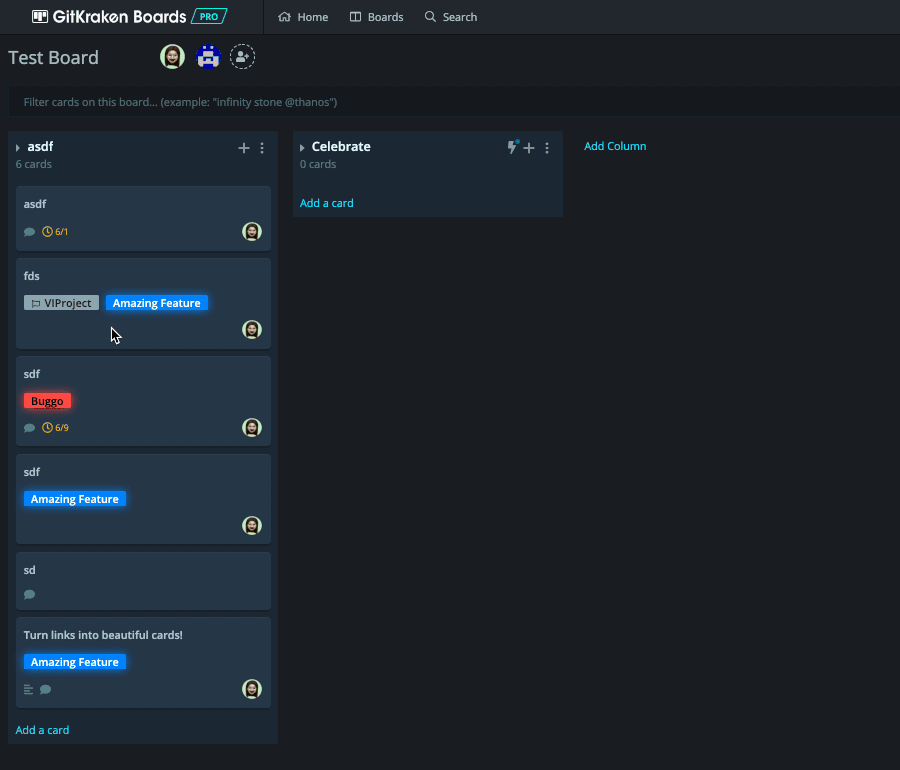 GitKraken Boards PRO Home Boards Search
Test Board
Filter cards on this board... (example: "infinity stone @thanos")
asdf
6 cards
asdf
6/1
fds
VIProject Amazing Feature
sdf
Buggo
6/9
sdf
Amazing Feature
sd
Turn links into beautiful cards!
Amazing Feature
Add a card
Celebrate
0 cards
Add a card
Add Column